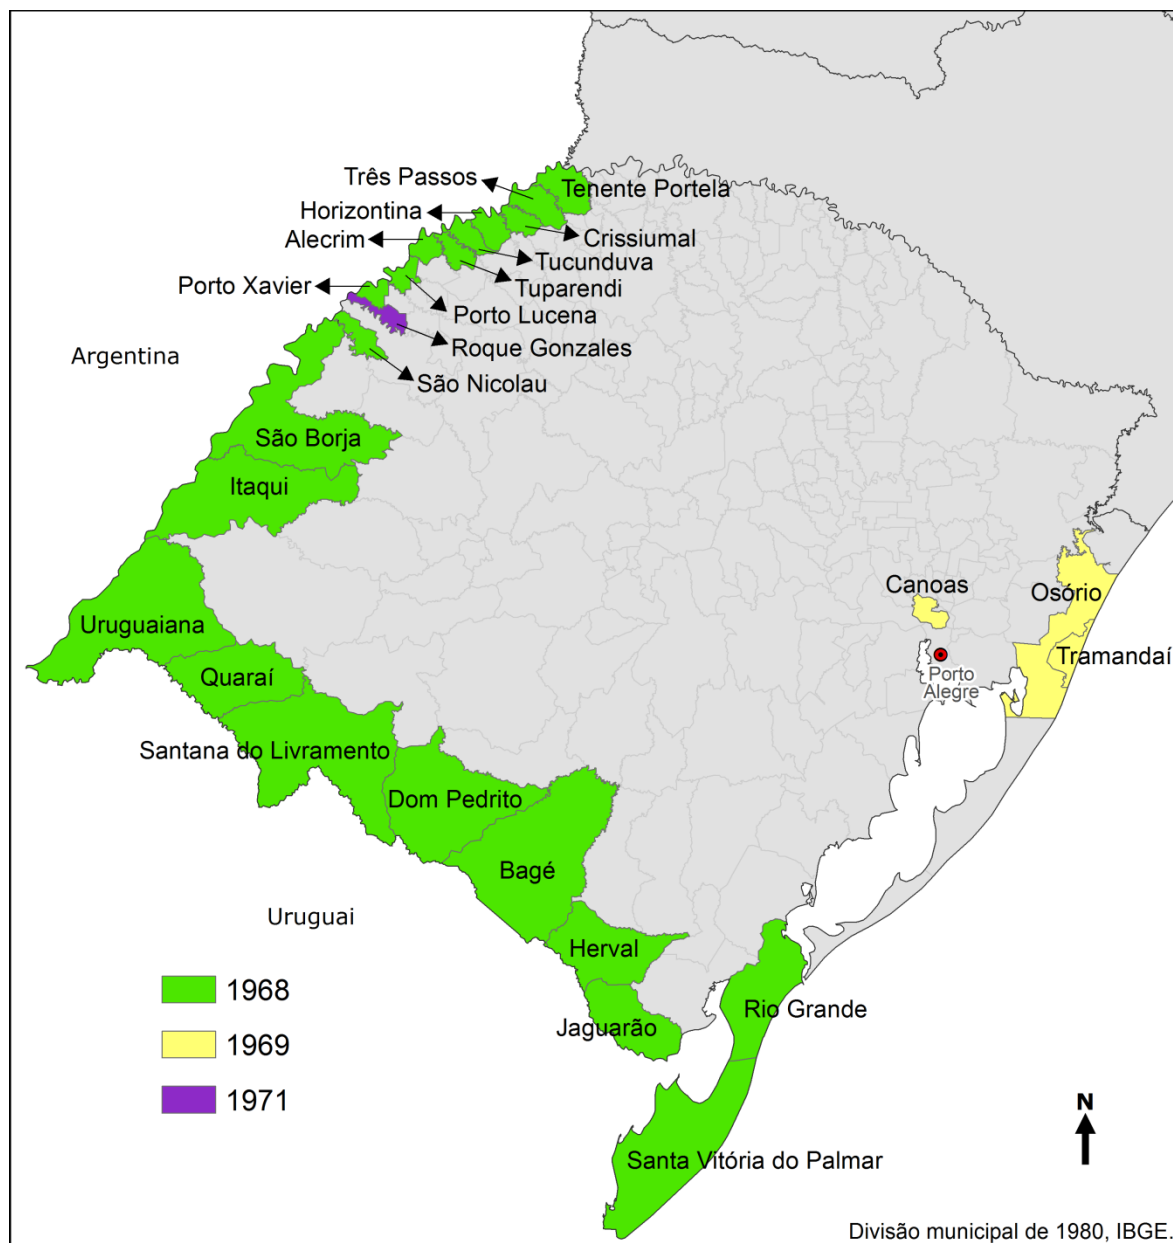 Três Passos
Tenente Portela
Horizontina
Alecrim
Crissiumal
Tucunduva
Tuparendi
Porto Xavier
Porto Lucena
Roque Gonzales
Argentina
São Nicolau
São Borja
Itaqui
Canoas
Osório
Uruguaiana
Tramandaí
Quaraí
Porto
Alegre
Santana do Livramento
Dom Pedrito
Bagé
Uruguai
Herval
1968
Rio Grande
Jaguarão
1969
1971
N
Santa Vitória do Palmar
Divisão municipal de 1980, IBGE.